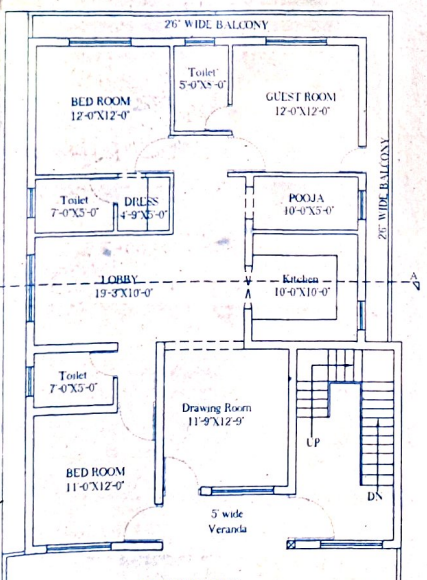 2'6" WIDE BALCONY
Toilet
5'-0"X8'-0"
BED ROOM
12'-0"X12'-0"
GUEST ROOM
12'-0"X12'-0"
2'6" WIDE BALCONY
Toilet
7'-0"X5'-0"
DRESS
4'-9"X5'-0"
POOJA
10'-0"X5'-0"
LOBBY
19'-3"X10'-0"
Kitchen
10'-0"X10'-0"
A
Toilet
7'-0"X5'-0"
Drawing Room
11'-9"X12'-9"
UP
BED ROOM
11'-0"X12'-0"
DN
5' wide
Veranda